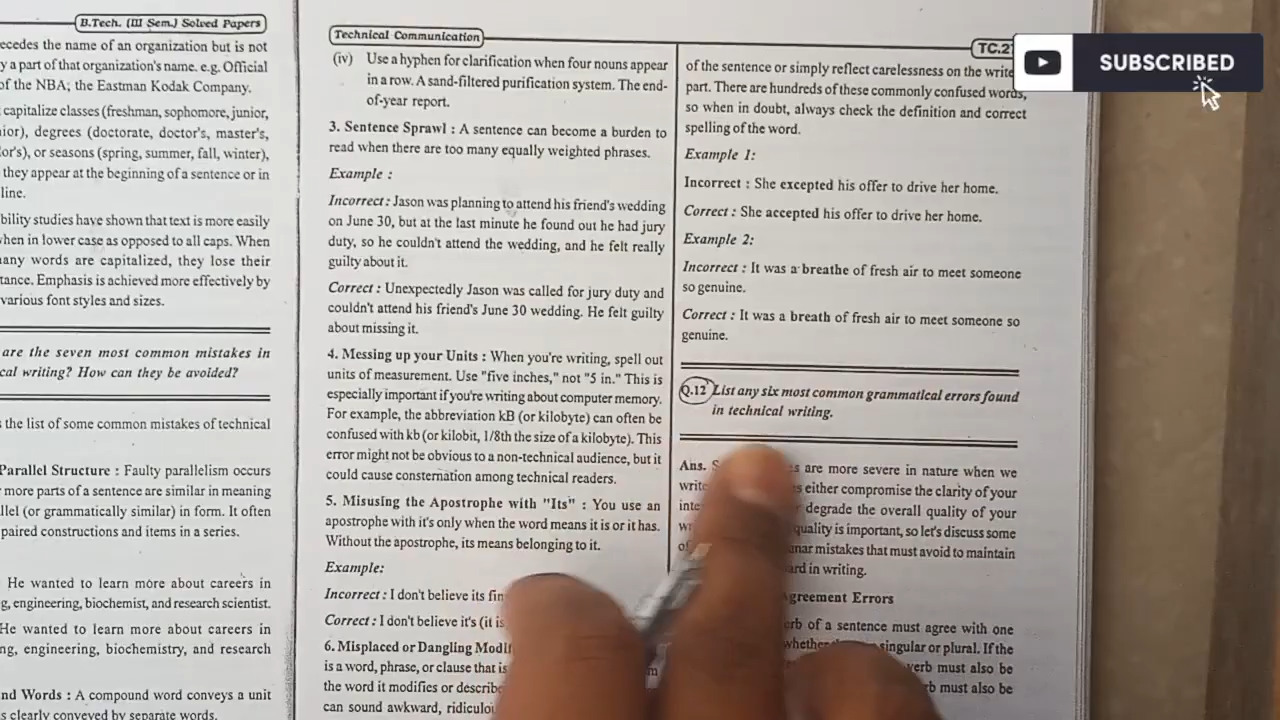 B.Tech. (III Sem.) Solved Papers
ecedes the name of an organization but is not
y a part of that organization's name. e.g. Official
of the NBA; the Eastman Kodak Company.
capitalize classes (freshman, sophomore, junior,
ior), degrees (doctorate, doctor's, master's,
or's), or seasons (spring, summer, fall, winter),
they appear at the beginning of a sentence or in
line.
bility studies have shown that text is more easily
when in lower case as opposed to all caps. When
any words are capitalized, they lose their
tance. Emphasis is achieved more effectively by
various font styles and sizes.
are the seven most common mistakes in
cal writing? How can they be avoided?
s the list of some common mistakes of technical
Parallel Structure : Faulty parallelism occurs
more parts of a sentence are similar in meaning
llel (or grammatically similar) in form. It often
paired constructions and items in a series.
He wanted to learn more about careers in
g, engineering, biochemist, and research scientist.
He wanted to learn more about careers in
ng, engineering, biochemistry, and research
nd Words : A compound word conveys a unit
s clearly conveyed by separate words.
Technical Communication
(iv) Use a hyphen for clarification when four nouns appear
in a row. A sand-filtered purification system. The end-
of-year report.
3. Sentence Sprawl : A sentence can become a burden to
read when there are too many equally weighted phrases.
Example :
Incorrect : Jason was planning to attend his friend's wedding
on June 30, but at the last minute he found out he had jury
duty, so he couldn't attend the wedding, and he felt really
guilty about it.
Correct : Unexpectedly Jason was called for jury duty and
couldn't attend his friend's June 30 wedding. He felt guilty
about missing it.
4. Messing up your Units : When you're writing, spell out
units of measurement. Use "five inches," not "5 in." This is
especially important if you're writing about computer memory.
For example, the abbreviation kB (or kilobyte) can often be
confused with kb (or kilobit, 1/8th the size of a kilobyte). This
error might not be obvious to a non-technical audience, but it
could cause consternation among technical readers.
5. Misusing the Apostrophe with "Its" : You use an
apostrophe with it's only when the word means it is or it has.
Without the apostrophe, its means belonging to it.
Example:
Incorrect : I don't believe its fin
Correct : I don't believe it's (it is
6. Misplaced or Dangling Modi
is a word, phrase, or clause that is
the word it modifies or describe
can sound awkward, ridiculou
TC.2
SUBSCRIBED
of the sentence or simply reflect carelessness on the write
part. There are hundreds of these commonly confused words,
so when in doubt, always check the definition and correct
spelling of the word.
Example 1:
Incorrect : She excepted his offer to drive her home.
Correct : She accepted his offer to drive her home.
Example 2:
Incorrect : It was a breathe of fresh air to meet someone
so genuine.
Correct : It was a breath of fresh air to meet someone so
genuine.
Q.12 List any six most common grammatical errors found
in technical writing.
Ans. are more severe in nature when we
either compromise the clarity of your
degrade the overall quality of your
quality is important, so let's discuss some
mistakes that must avoid to maintain
in writing.
greement Errors
erb of a sentence must agree with one
singular or plural. If the
verb must also be
must also be